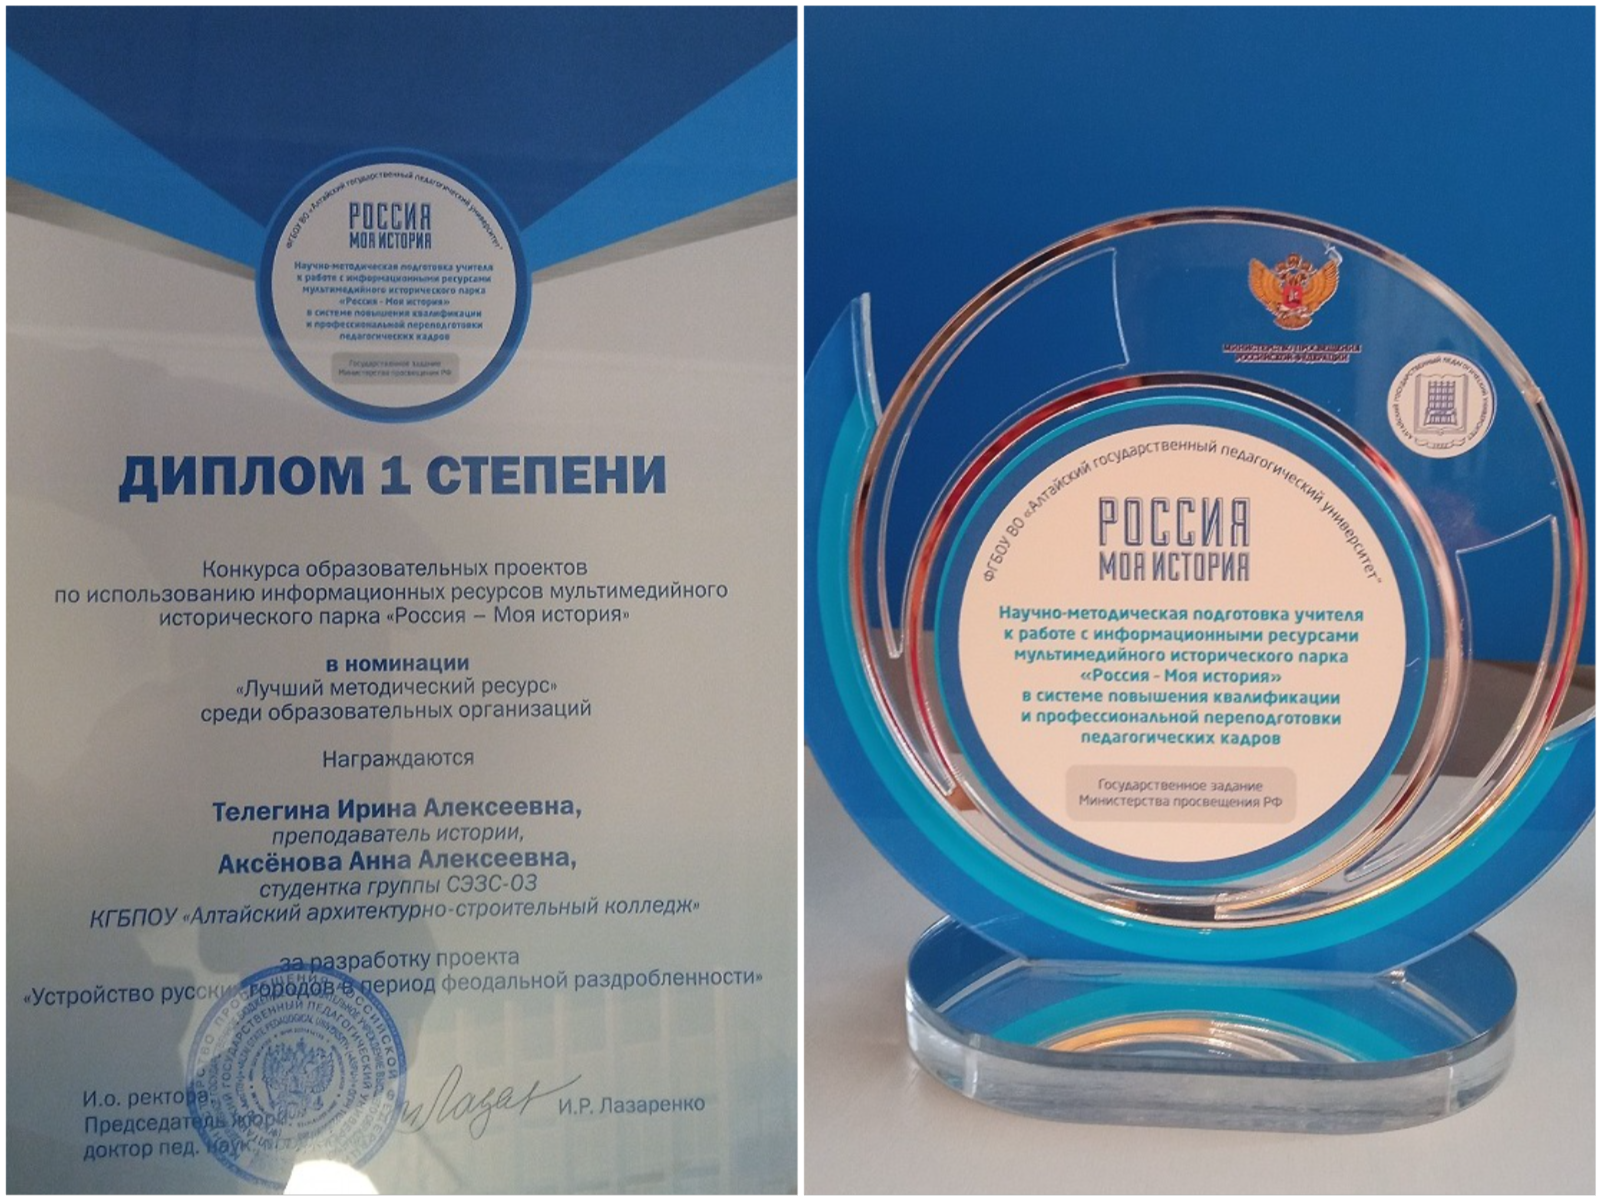 ФГБОУ ВО «Алтайский государственный педагогический университет»
РОССИЯ
МОЯ ИСТОРИЯ
Научно-методическая подготовка учителя
к работе с информационными ресурсами
мультимедийного исторического парка
«Россия - Моя история»
в системе повышения квалификации
и профессиональной переподготовки
педагогических кадров
Государственное задание
Министерства просвещения РФ
ДИПЛОМ 1 СТЕПЕНИ
Конкурса образовательных проектов
по использованию информационных ресурсов мультимедийного
исторического парка «Россия – Моя история»
в номинации
«Лучший методический ресурс»
среди образовательных организаций
Награждаются
Телегина Ирина Алексеевна,
преподаватель истории,
Аксёнова Анна Алексеевна,
студентка группы СЭЗС-03
КГБПОУ «Алтайский архитектурно-строительный колледж»
за разработку проекта
«Устройство русских городов в период феодальной раздробленности»
И.о. ректора
Председатель жюри
доктор пед. наук
И.Р. Лазаренко
МИНИСТЕРСТВО ПРОСВЕЩЕНИЯ
РОССИЙСКОЙ ФЕДЕРАЦИИ
АЛТАЙСКИЙ ГОСУДАРСТВЕННЫЙ ПЕДАГОГИЧЕСКИЙ УНИВЕРСИТЕТ
ФГБОУ ВО «Алтайский государственный педагогический университет»
РОССИЯ
МОЯ ИСТОРИЯ
Научно-методическая подготовка учителя
к работе с информационными ресурсами
мультимедийного исторического парка
«Россия - Моя история»
в системе повышения квалификации
и профессиональной переподготовки
педагогических кадров
Государственное задание
Министерства просвещения РФ